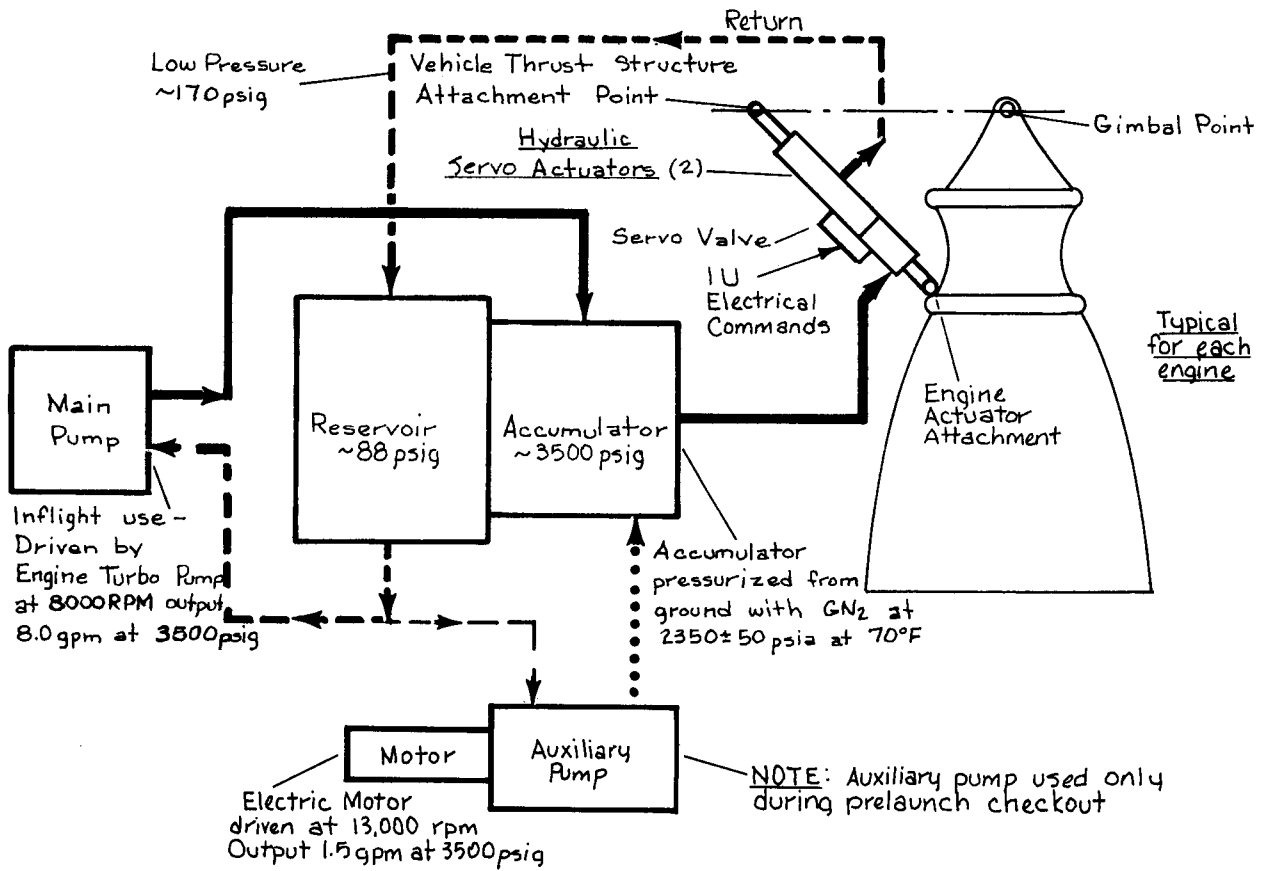 Return
Low Pressure
~170 psig
Vehicle Thrust Structure
Attachment Point
Gimbal Point
Hydraulic
Servo Actuators (2)
Servo Valve
IU
Electrical
Commands
Typical
for each
engine
Main
Pump
Reservoir
~88 psig
Accumulator
~3500 psig
Engine
Actuator
Attachment
Inflight use -
Driven by
Engine Turbo Pump
at 8000 RPM output
8.0 gpm at 3500 psig
Accumulator
pressurized from
ground with GN2 at
2350±50 psia at 70°F
Motor
Auxiliary
Pump
Electric Motor
driven at 13,000 rpm
Output 1.5 gpm at 3500 psig
NOTE: Auxiliary pump used only
during prelaunch checkout